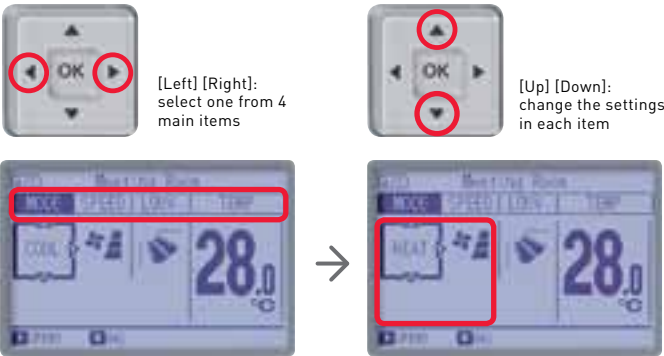 OK
[Left] [Right]:
select one from 4
main items
OK
[Up] [Down]:
change the settings
in each item
Meeting Room
MODE SPEED LOUV. TEMP
COOL
28.0
°C
Meeting Room
MODE SPEED LOUV. TEMP
HEAT
28.0
°C